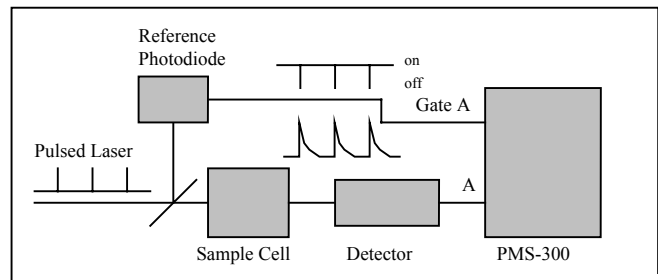 Reference
Photodiode
on
off
Gate A
Pulsed Laser
A
Sample Cell
Detector
PMS-300